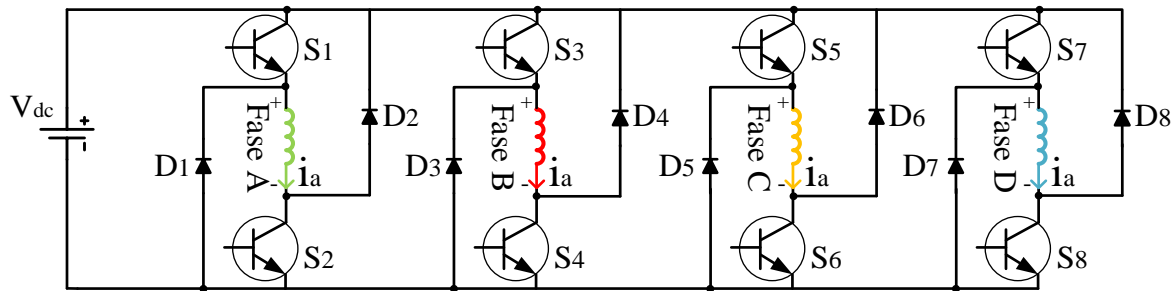 Vdc
+
-
S1
S2
D1
D2
Fase A
+
-
ia
S3
S4
D3
D4
Fase B
+
-
ia
S5
S6
D5
D6
Fase C
+
-
ia
S7
S8
D7
D8
Fase D
+
-
ia